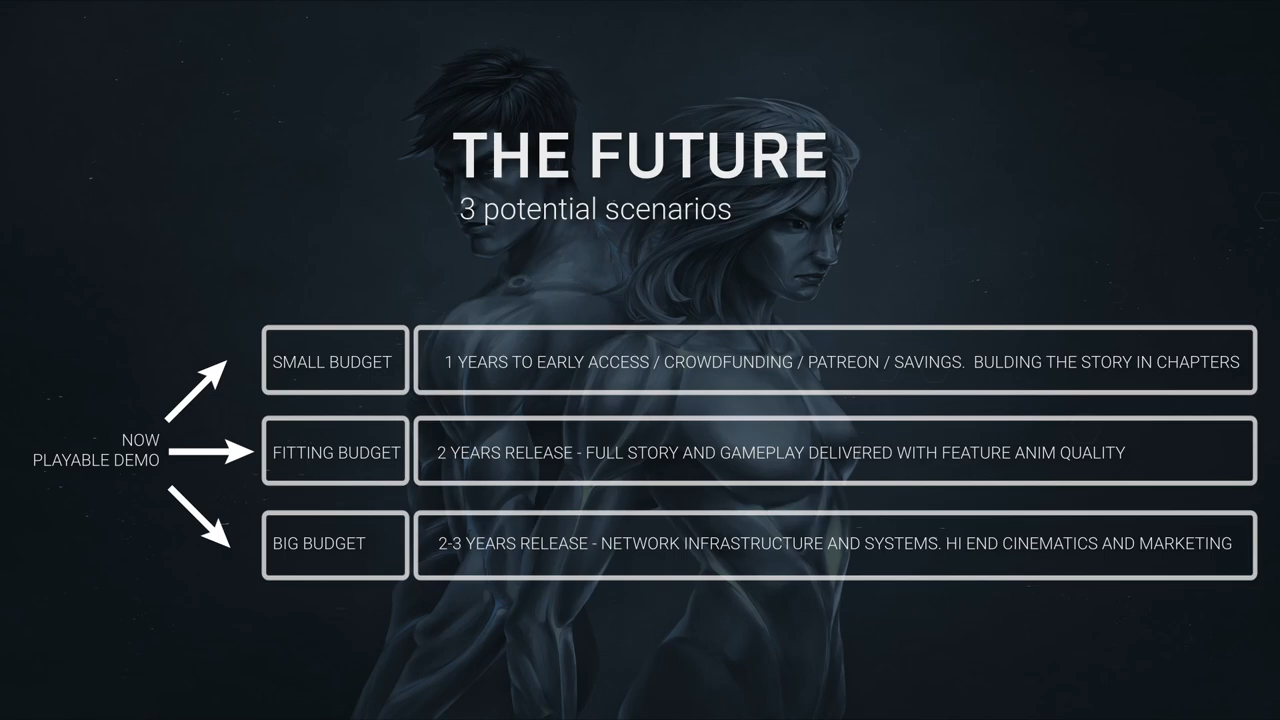 THE FUTURE
3 potential scenarios
SMALL BUDGET
1 YEARS TO EARLY ACCESS / CROWDFUNDING / PATREON / SAVINGS. BULDING THE STORY IN CHAPTERS
NOW
PLAYABLE DEMO
FITTING BUDGET
2 YEARS RELEASE - FULL STORY AND GAMEPLAY DELIVERED WITH FEATURE ANIM QUALITY
BIG BUDGET
2-3 YEARS RELEASE - NETWORK INFRASTRUCTURE AND SYSTEMS. HI END CINEMATICS AND MARKETING